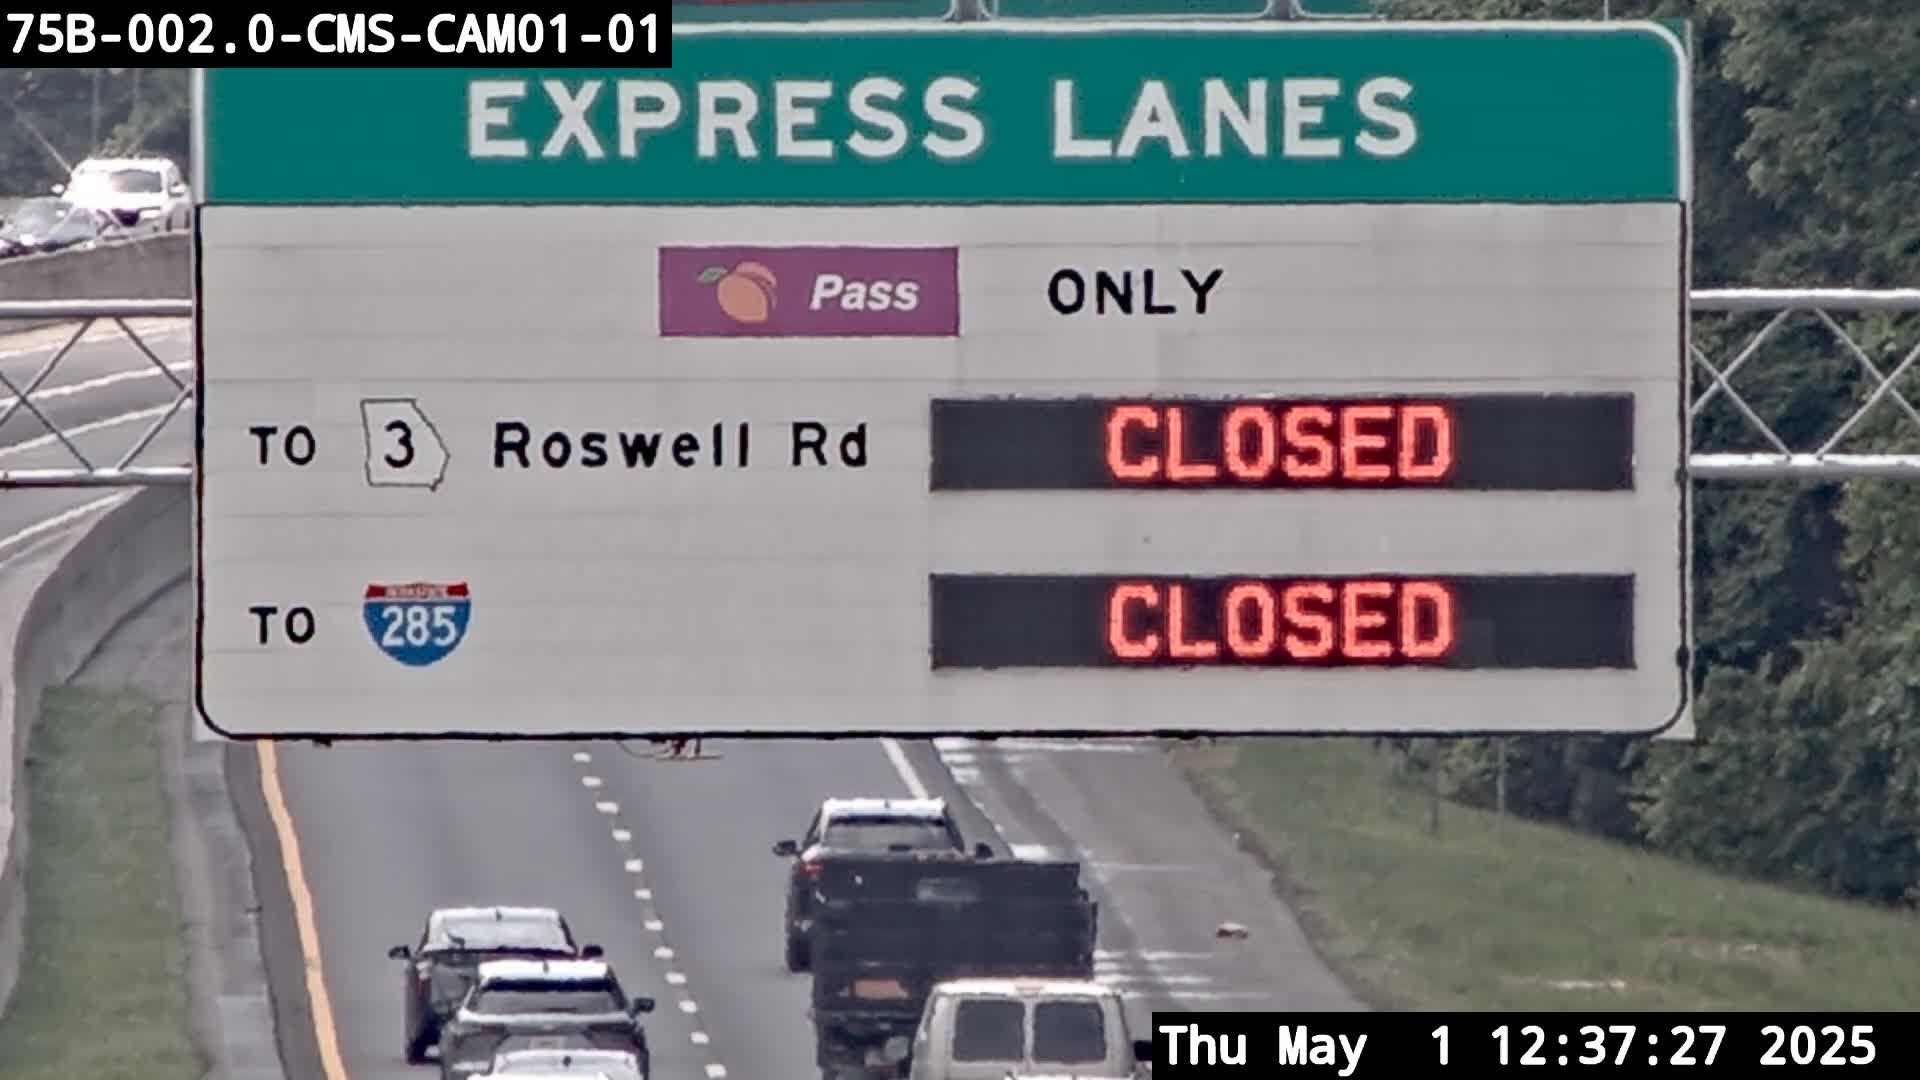 75B-002.0-CMS-CAM01-01
EXPRESS LANES
Pass ONLY
TO 3 Roswell Rd CLOSED
TO INTERSTATE 285 CLOSED
Thu May 1 12:37:27 2025